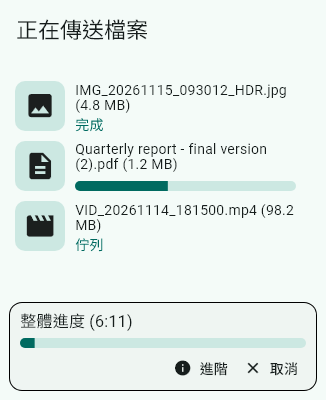 正在傳送檔案
IMG_20261115_093012_HDR.jpg
(4.8 MB)
完成
Quarterly report - final version
(2).pdf (1.2 MB)
VID_20261114_181500.mp4 (98.2
MB)
佇列
整體進度 (6:11)
進階 取消